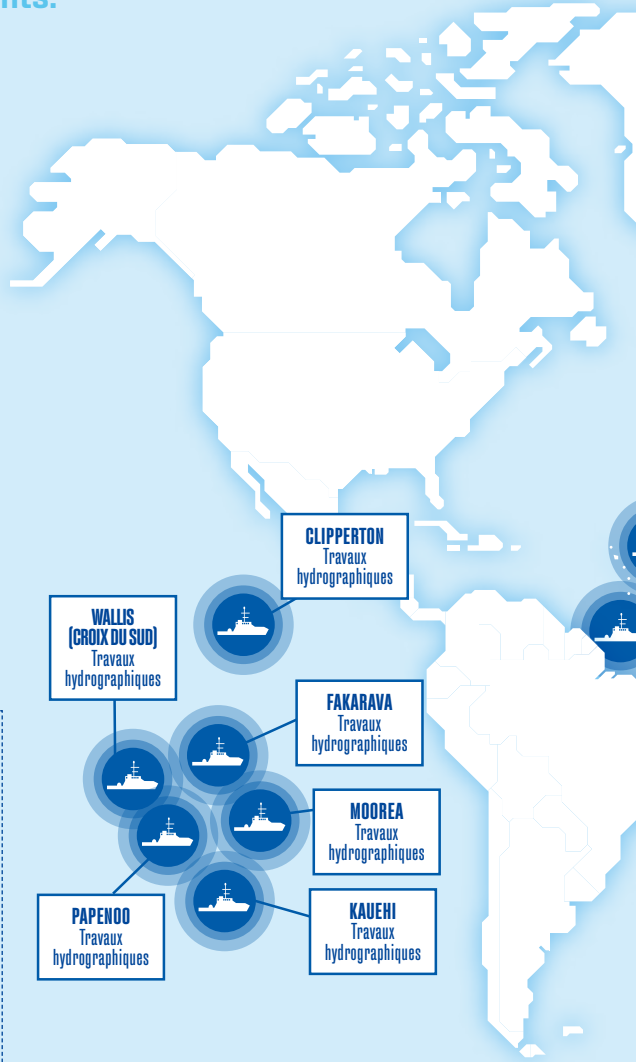 CLIPPERTON
Travaux
hydrographiques
WALLIS
(CROIX DU SUD)
Travaux
hydrographiques
FAKARAVA
Travaux
hydrographiques
MOOREA
Travaux
hydrographiques
PAPENOO
Travaux
hydrographiques
KAUEHI
Travaux
hydrographiques